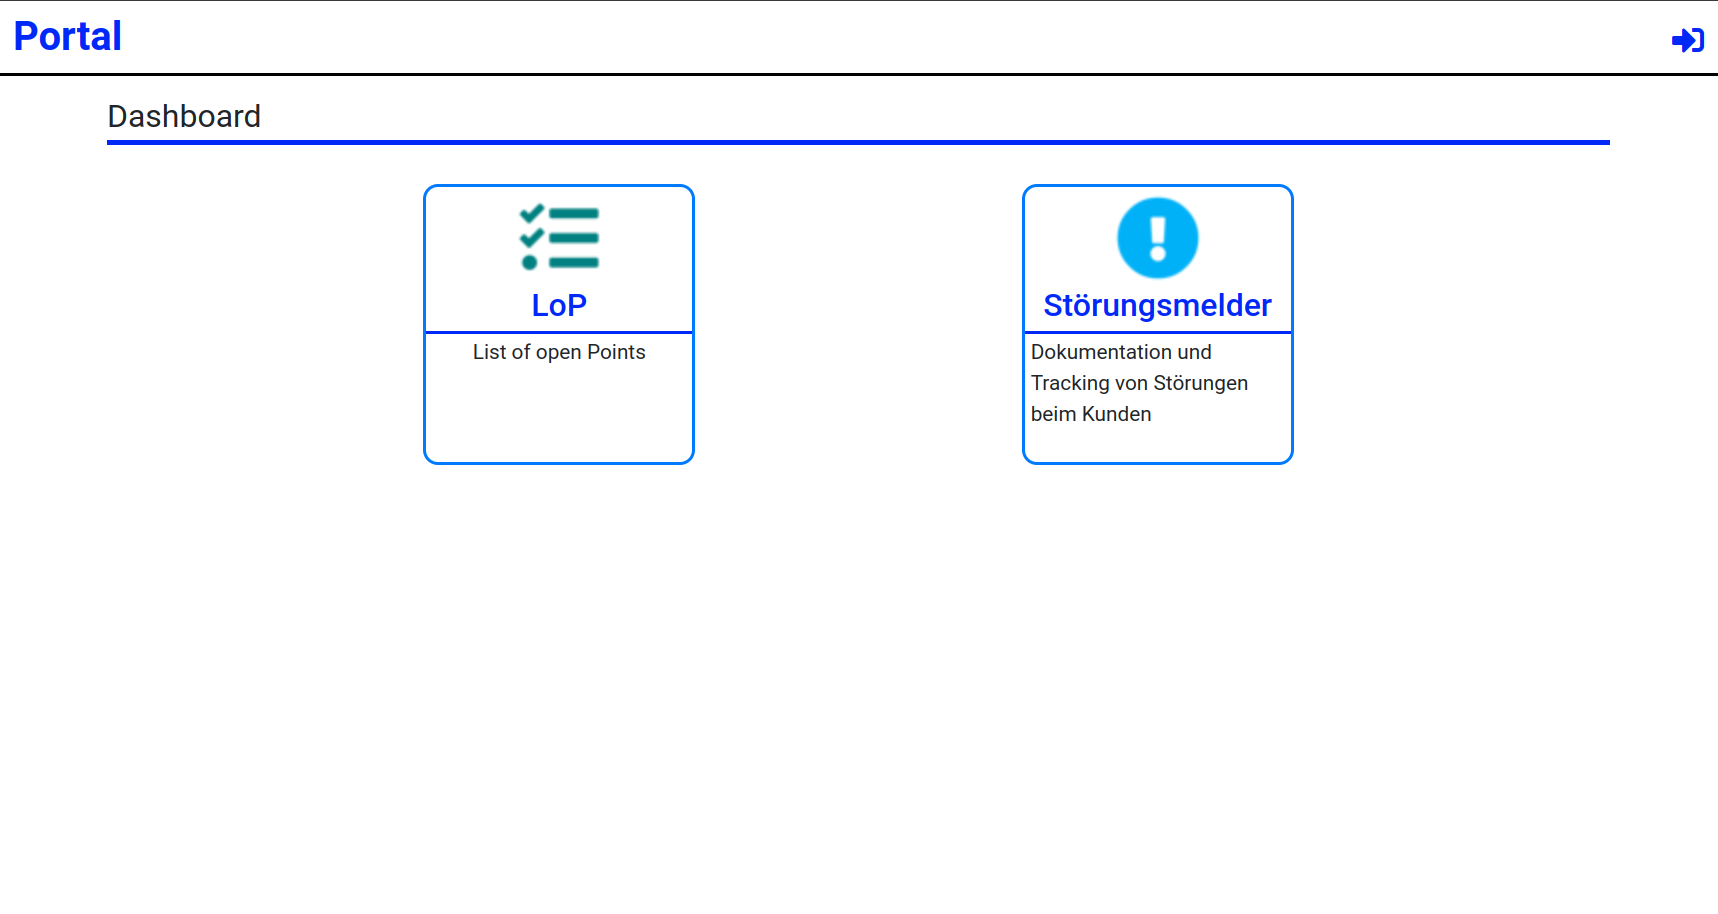 Portal
Dashboard
LoP
List of open Points
Störungsmelder
Dokumentation und
Tracking von Störungen
beim Kunden